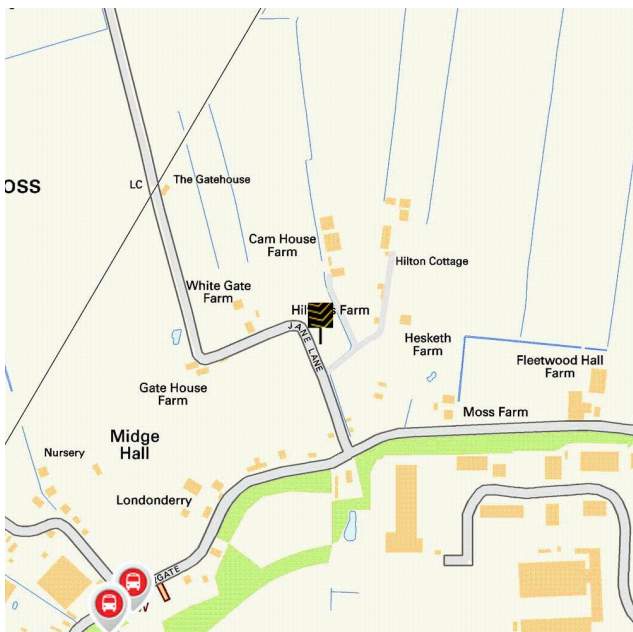 OSS
LC
The Gatehouse
Cam House
Farm
Hilton Cottage
White Gate
Farm
Farm
JANE LANE
Hesketh
Farm
Fleetwood Hall
Farm
Gate House
Farm
Moss Farm
Midge
Hall
Nursery
Londonderry
GATE